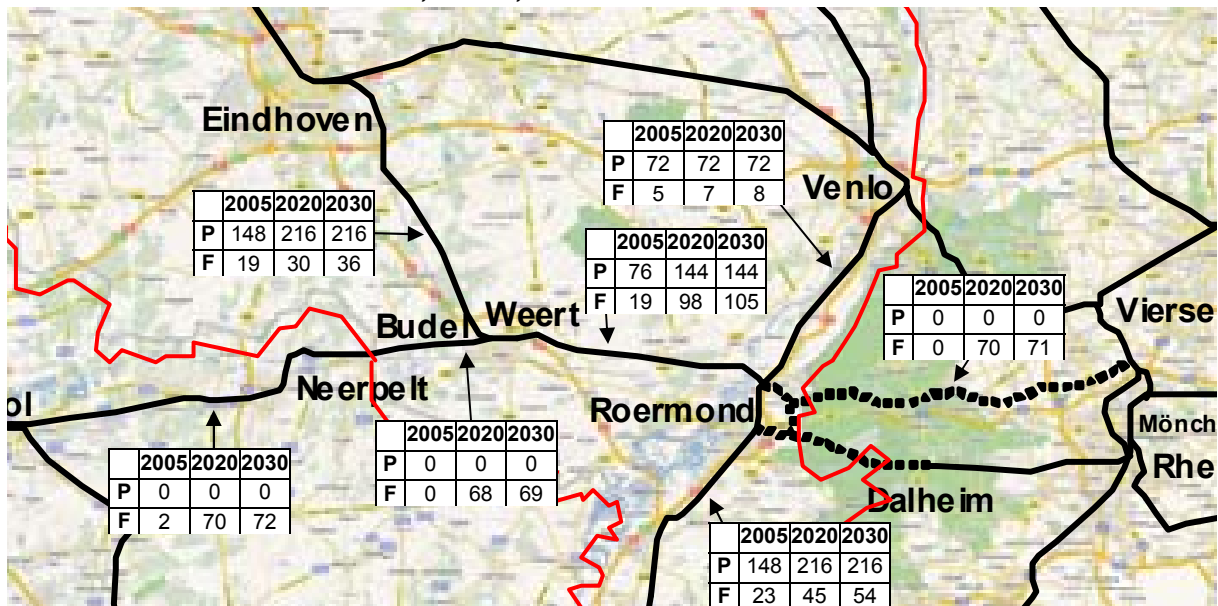 Eindhoven
2005 2020 2030
P 72 72 72
F 5 7 8
Venlo
2005 2020 2030
P 148 216 216
F 19 30 36
2005 2020 2030
P 76 144 144
F 19 98 105
2005 2020 2030
P 0 0 0
F 0 70 71
Vierse
Budel
Weert
Neerpelt
ol
Roermond
Mönch
Rhe
2005 2020 2030
P 0 0 0
F 0 68 69
2005 2020 2030
P 0 0 0
F 2 70 72
Dalheim
2005 2020 2030
P 148 216 216
F 23 45 54